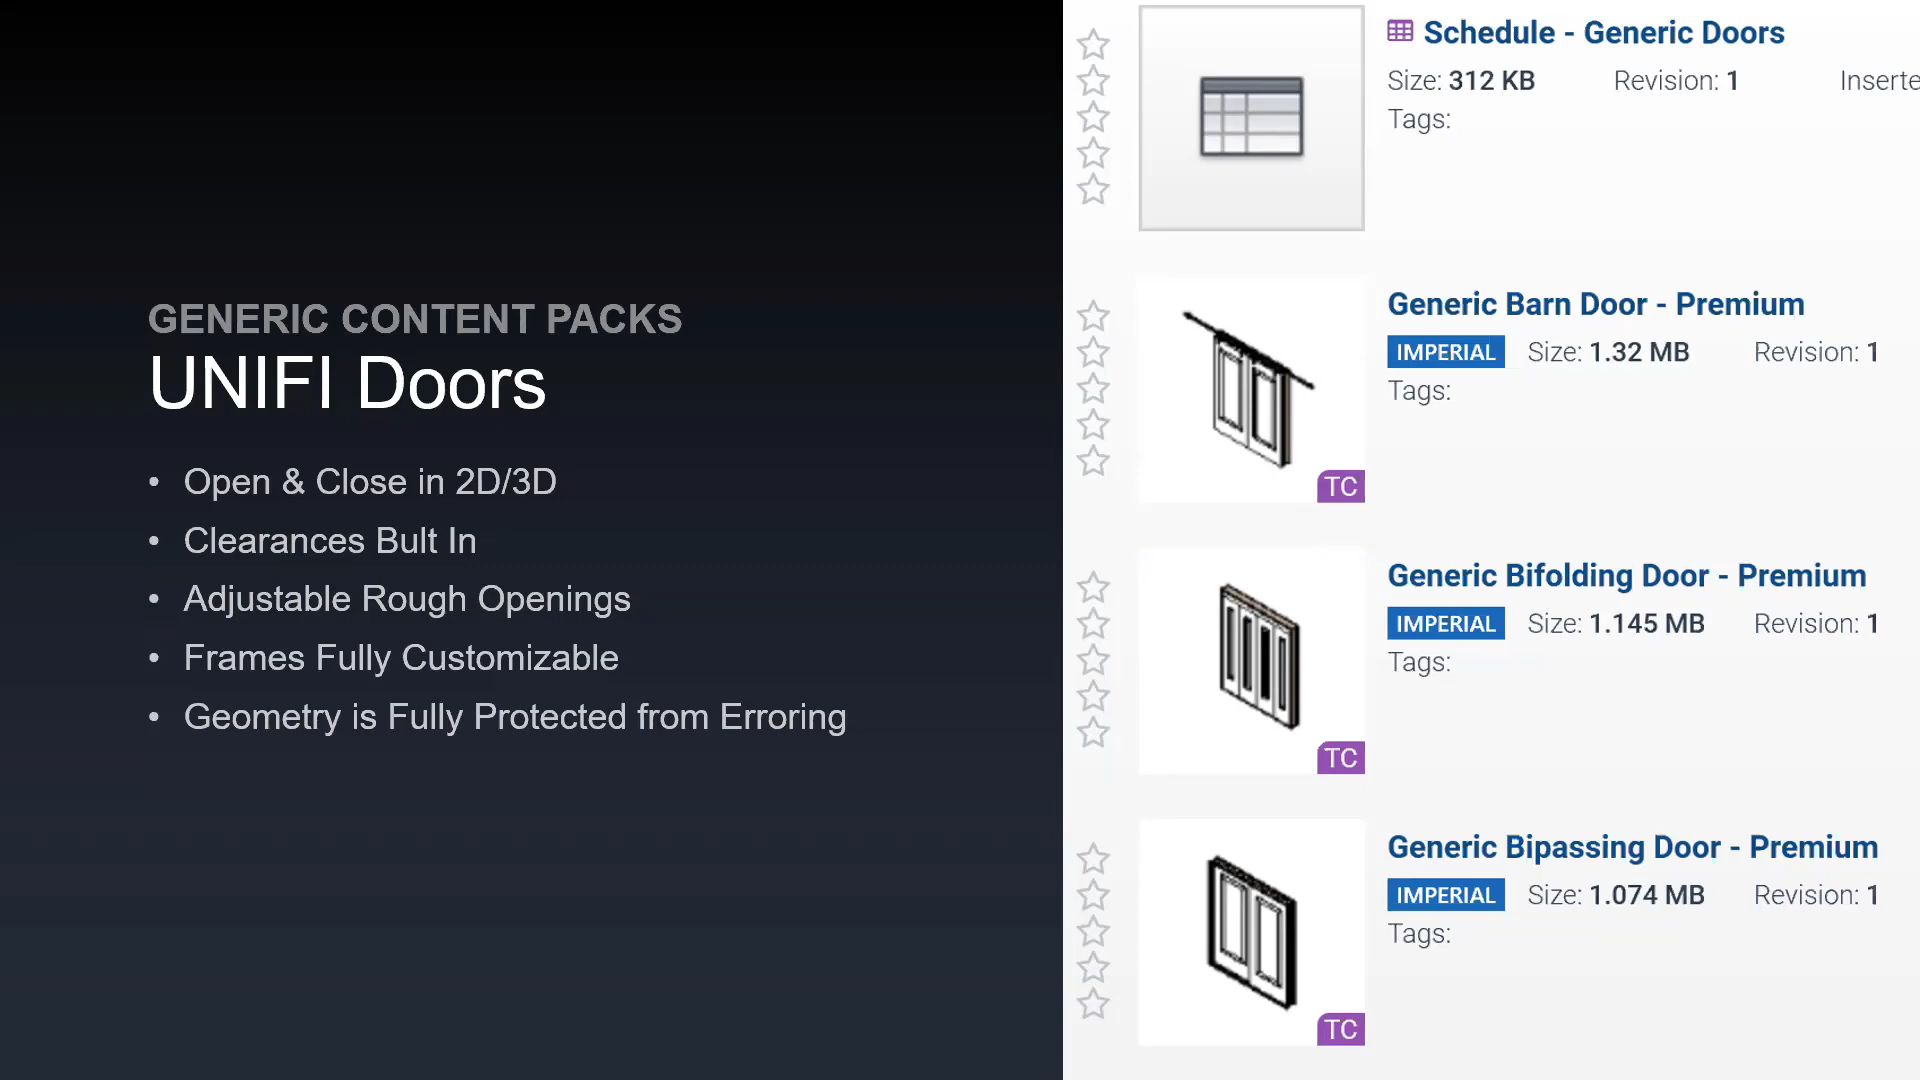 GENERIC CONTENT PACKS
UNIFI Doors
• Open & Close in 2D/3D
• Clearances Bult In
• Adjustable Rough Openings
• Frames Fully Customizable
• Geometry is Fully Protected from Erroring
Schedule - Generic Doors
Size: 312 KB Revision: 1 Inserte
Tags:
Generic Barn Door - Premium
IMPERIAL Size: 1.32 MB Revision: 1
Tags:
TC
Generic Bifolding Door - Premium
IMPERIAL Size: 1.145 MB Revision: 1
Tags:
TC
Generic Bipassing Door - Premium
IMPERIAL Size: 1.074 MB Revision: 1
Tags:
TC